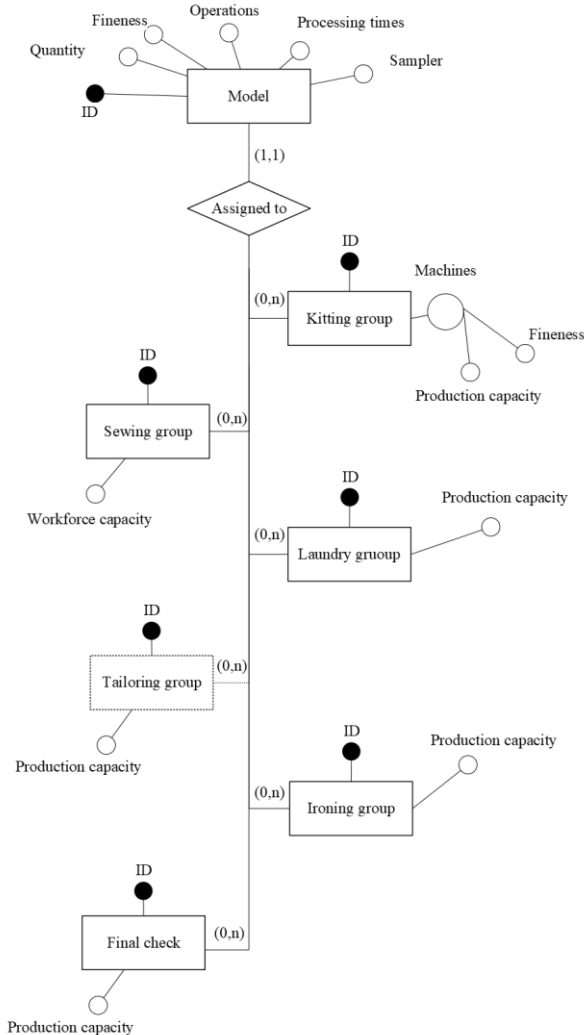 Operations
Fineness
Processing times
Quantity
Sampler
Model
ID
(1,1)
Assigned to
ID
Machines
(0,n)
Kitting group
Fineness
ID
Production capacity
(0,n)
Sewing group
ID
Production capacity
Workforce capacity
(0,n)
Laundry gruoup
ID
(0,n)
Tailoring group
ID
Production capacity
Production capacity
(0,n)
Ironing group
ID
(0,n)
Final check
Production capacity